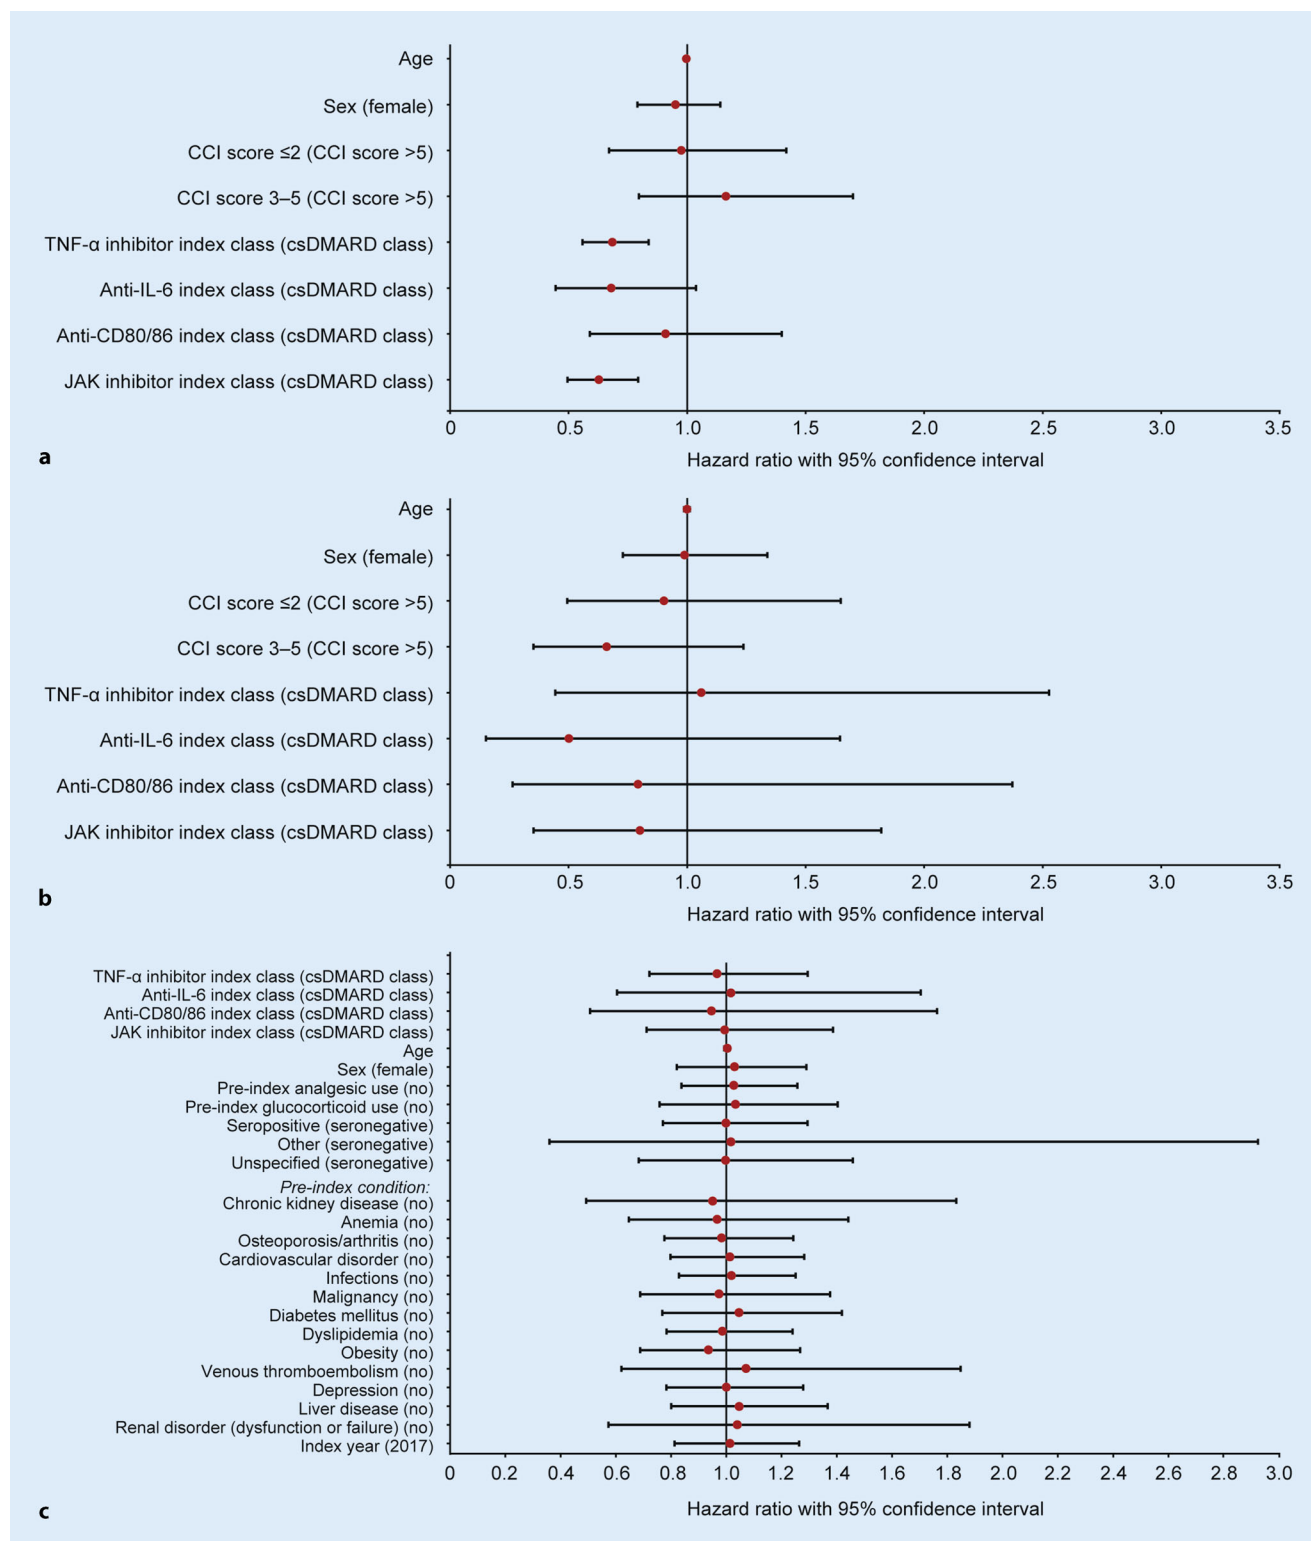 Age
Sex (female)
CCI score ≤2 (CCI score >5)
CCI score 3–5 (CCI score >5)
TNF-α inhibitor index class (csDMARD class)
Anti-IL-6 index class (csDMARD class)
Anti-CD80/86 index class (csDMARD class)
JAK inhibitor index class (csDMARD class)
0 0.5 1.0 1.5 2.0 2.5 3.0 3.5
Hazard ratio with 95% confidence interval
a
Age
Sex (female)
CCI score ≤2 (CCI score >5)
CCI score 3–5 (CCI score >5)
TNF-α inhibitor index class (csDMARD class)
Anti-IL-6 index class (csDMARD class)
Anti-CD80/86 index class (csDMARD class)
JAK inhibitor index class (csDMARD class)
0 0.5 1.0 1.5 2.0 2.5 3.0 3.5
Hazard ratio with 95% confidence interval
b
TNF-α inhibitor index class (csDMARD class)
Anti-IL-6 index class (csDMARD class)
Anti-CD80/86 index class (csDMARD class)
JAK inhibitor index class (csDMARD class)
Age
Sex (female)
Pre-index analgesic use (no)
Pre-index glucocorticoid use (no)
Seropositive (seronegative)
Other (seronegative)
Unspecified (seronegative)
Pre-index condition:
Chronic kidney disease (no)
Anemia (no)
Osteoporosis/arthritis (no)
Cardiovascular disorder (no)
Infections (no)
Malignancy (no)
Diabetes mellitus (no)
Dyslipidemia (no)
Obesity (no)
Venous thromboembolism (no)
Depression (no)
Liver disease (no)
Renal disorder (dysfunction or failure) (no)
Index year (2017)
0 0.2 0.4 0.6 0.8 1.0 1.2 1.4 1.6 1.8 2.0 2.2 2.4 2.6 2.8 3.0
Hazard ratio with 95% confidence interval
c